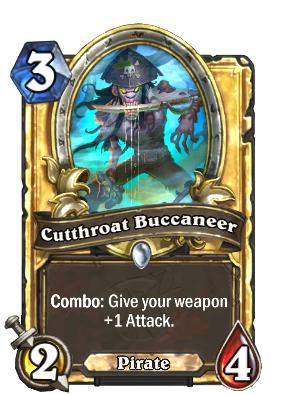 3
Cutthroat Buccaneer
Combo: Give your weapon
+1 Attack.
2
Pirate
4